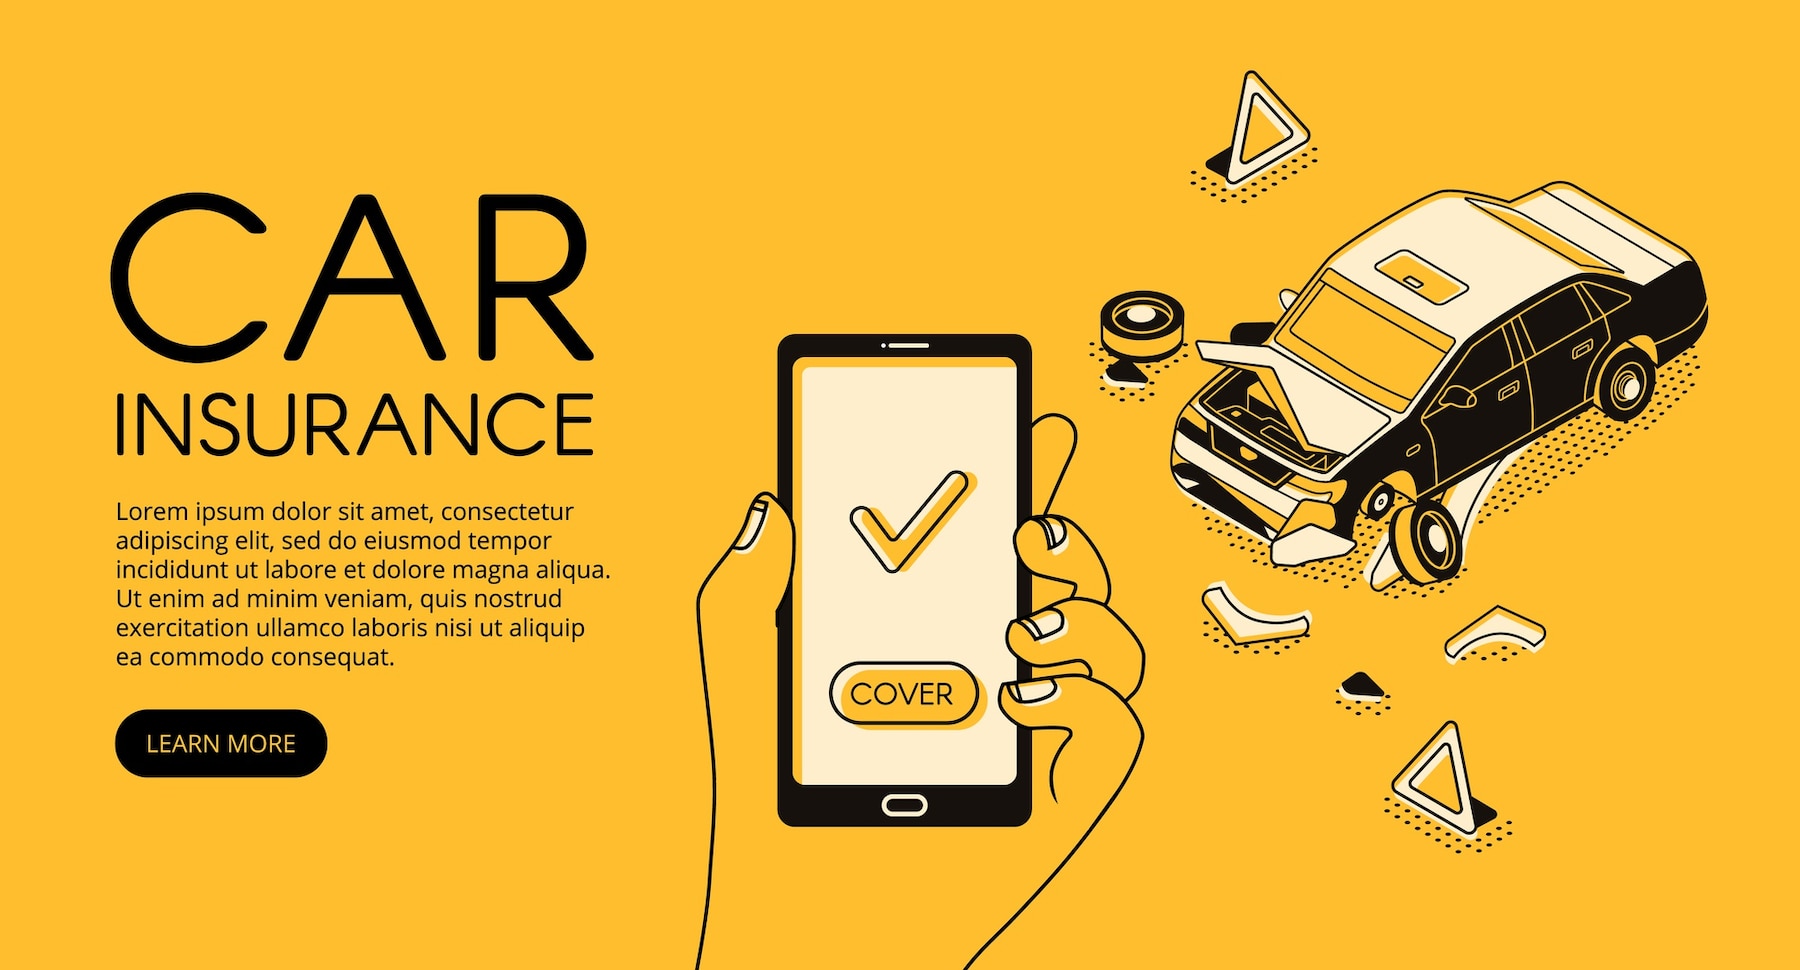 CAR
INSURANCE
Lorem ipsum dolor sit amet, consectetur
adipiscing elit, sed do eiusmod tempor
incididunt ut labore et dolore magna aliqua.
Ut enim ad minim veniam, quis nostrud
exercitation ullamco laboris nisi ut aliquip
ea commodo consequat.
LEARN MORE
COVER